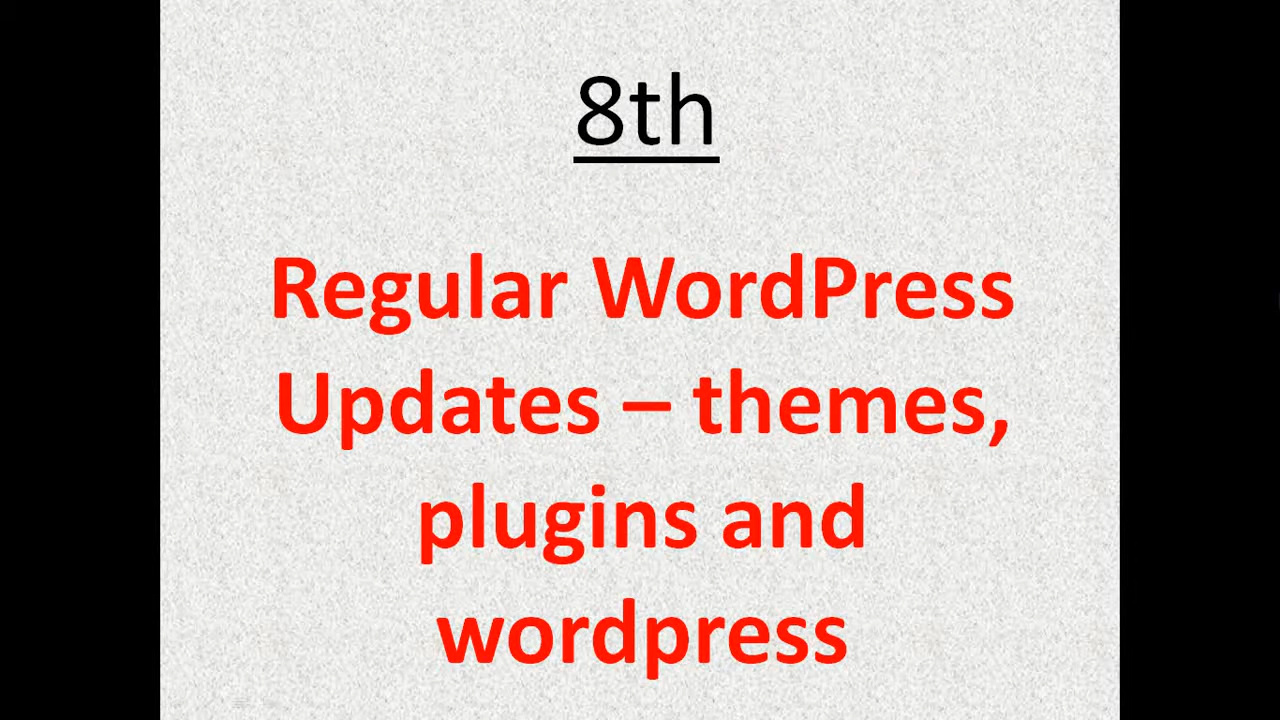 8th
Regular WordPress
Updates – themes,
plugins and
wordpress